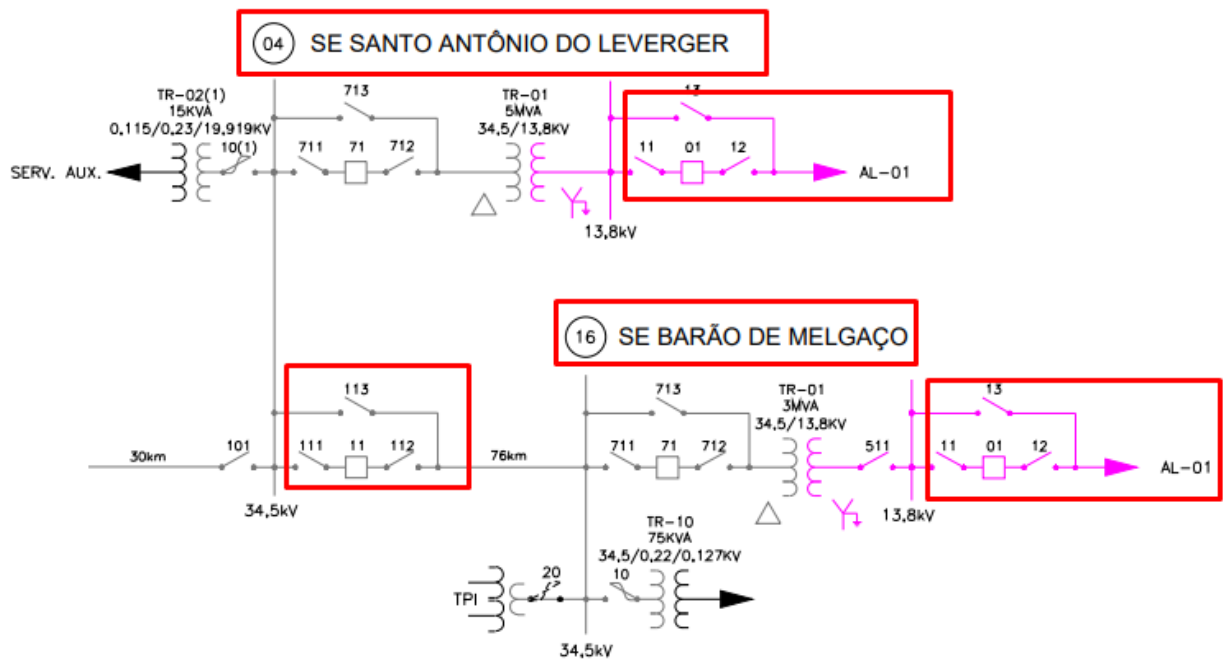 04 SE SANTO ANTÔNIO DO LEVERGER
TR-02(1)
15KVA
0,115/0,23/19,919KV
10(1)
SERV. AUX.
713
711 71 712
TR-01
5MVA
34,5/13,8KV
13
11 01 12
AL-01
13,8kV
16 SE BARÃO DE MELGAÇO
113
111 11 112
101
30km
76km
34,5kV
713
711 71 712
TR-01
3MVA
34,5/13,8KV
511
13
11 01 12
AL-01
13,8kV
TR-10
75KVA
34,5/0,22/0,127KV
TPI
20
10
34,5kV